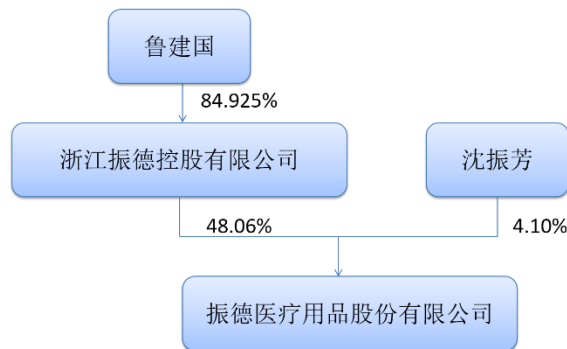 鲁建国
84.925%
浙江振德控股有限公司
沈振芳
48.06%
4.10%
振德医疗用品股份有限公司